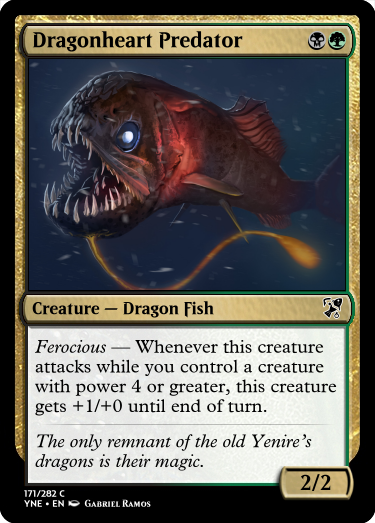 Dragonheart Predator
Creature — Dragon Fish
Ferocious — Whenever this creature
attacks while you control a creature
with power 4 or greater, this creature
gets +1/+0 until end of turn.
The only remnant of the old Yenire's
dragons is their magic.
2/2
171/282 C
YNE • EN Gabriel Ramos